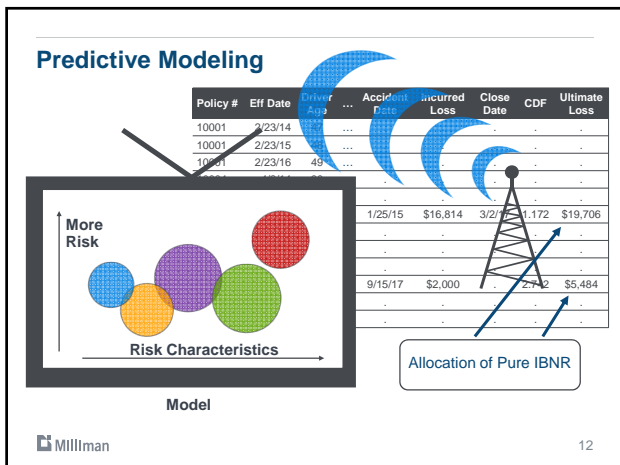 Predictive Modeling
Policy # Eff Date Driver Age ... Accident Date Incurred Loss Close Date CDF Ultimate Loss
10001 2/23/14 ...
10001 2/23/15 ...
10001 2/23/16 49 ...
1/25/15 $16,814 1.172 $19,706
9/15/17 $2,000 . $5,484
More
Risk
Risk Characteristics
Model
Allocation of Pure IBNR
Milliman
12